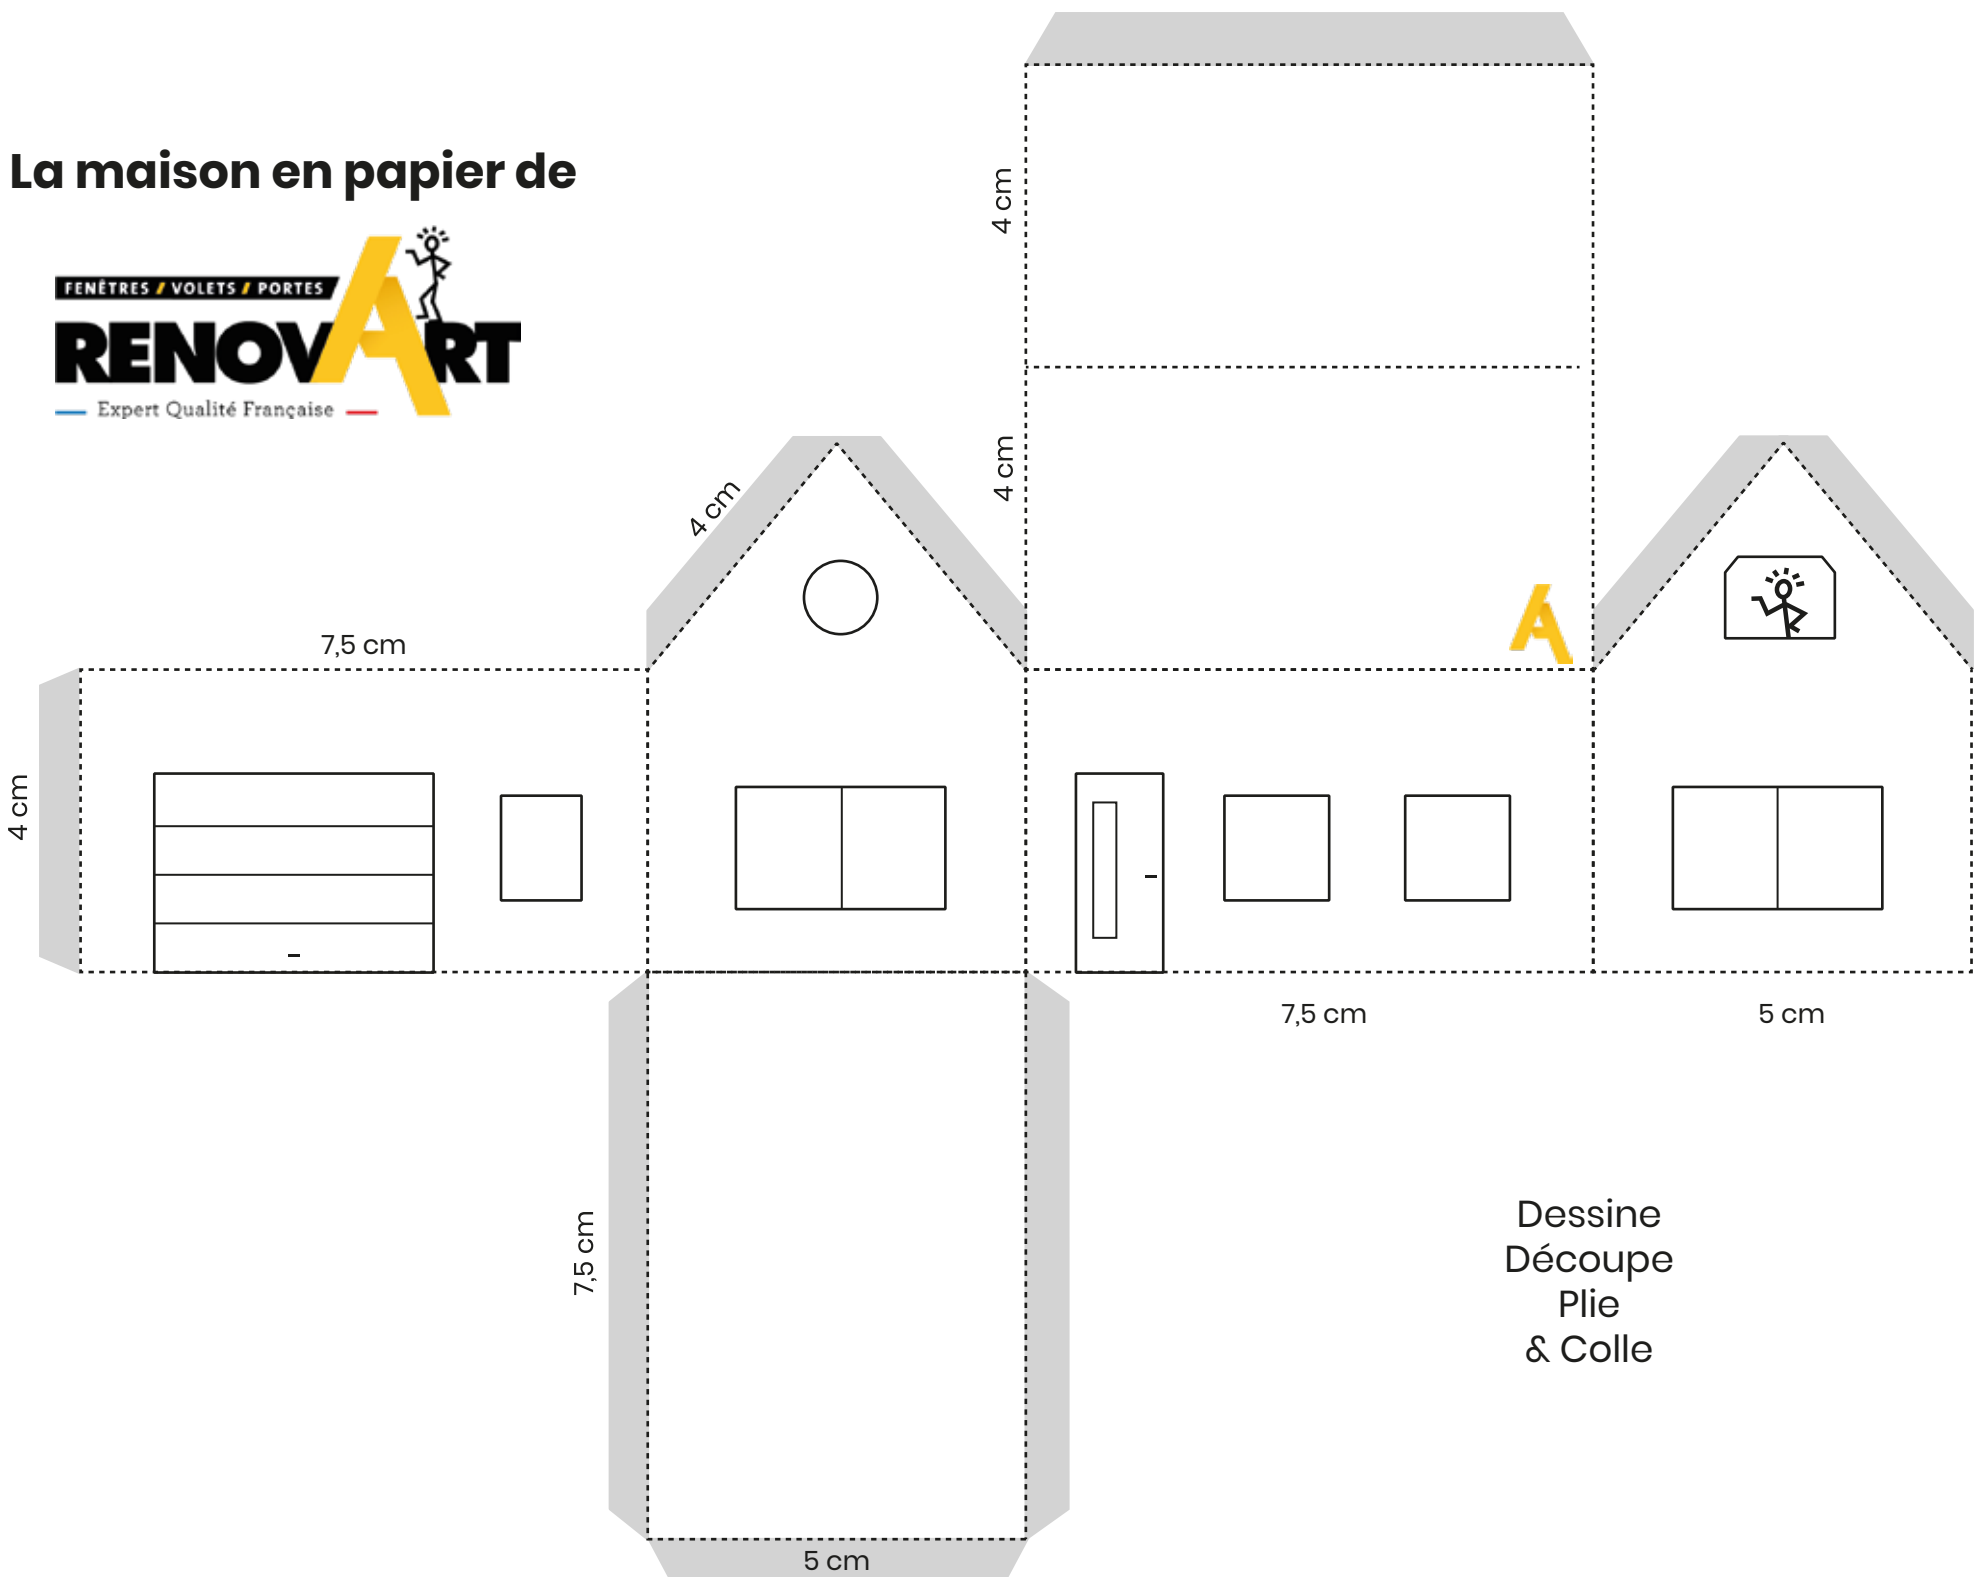 La maison en papier de
FENÊTRES / VOLETS / PORTES
RENOVART
Expert Qualité Française
4 cm
4 cm
4 cm
7,5 cm
4 cm
7,5 cm
5 cm
7,5 cm
5 cm
Dessine
Découpe
Plie
& Colle